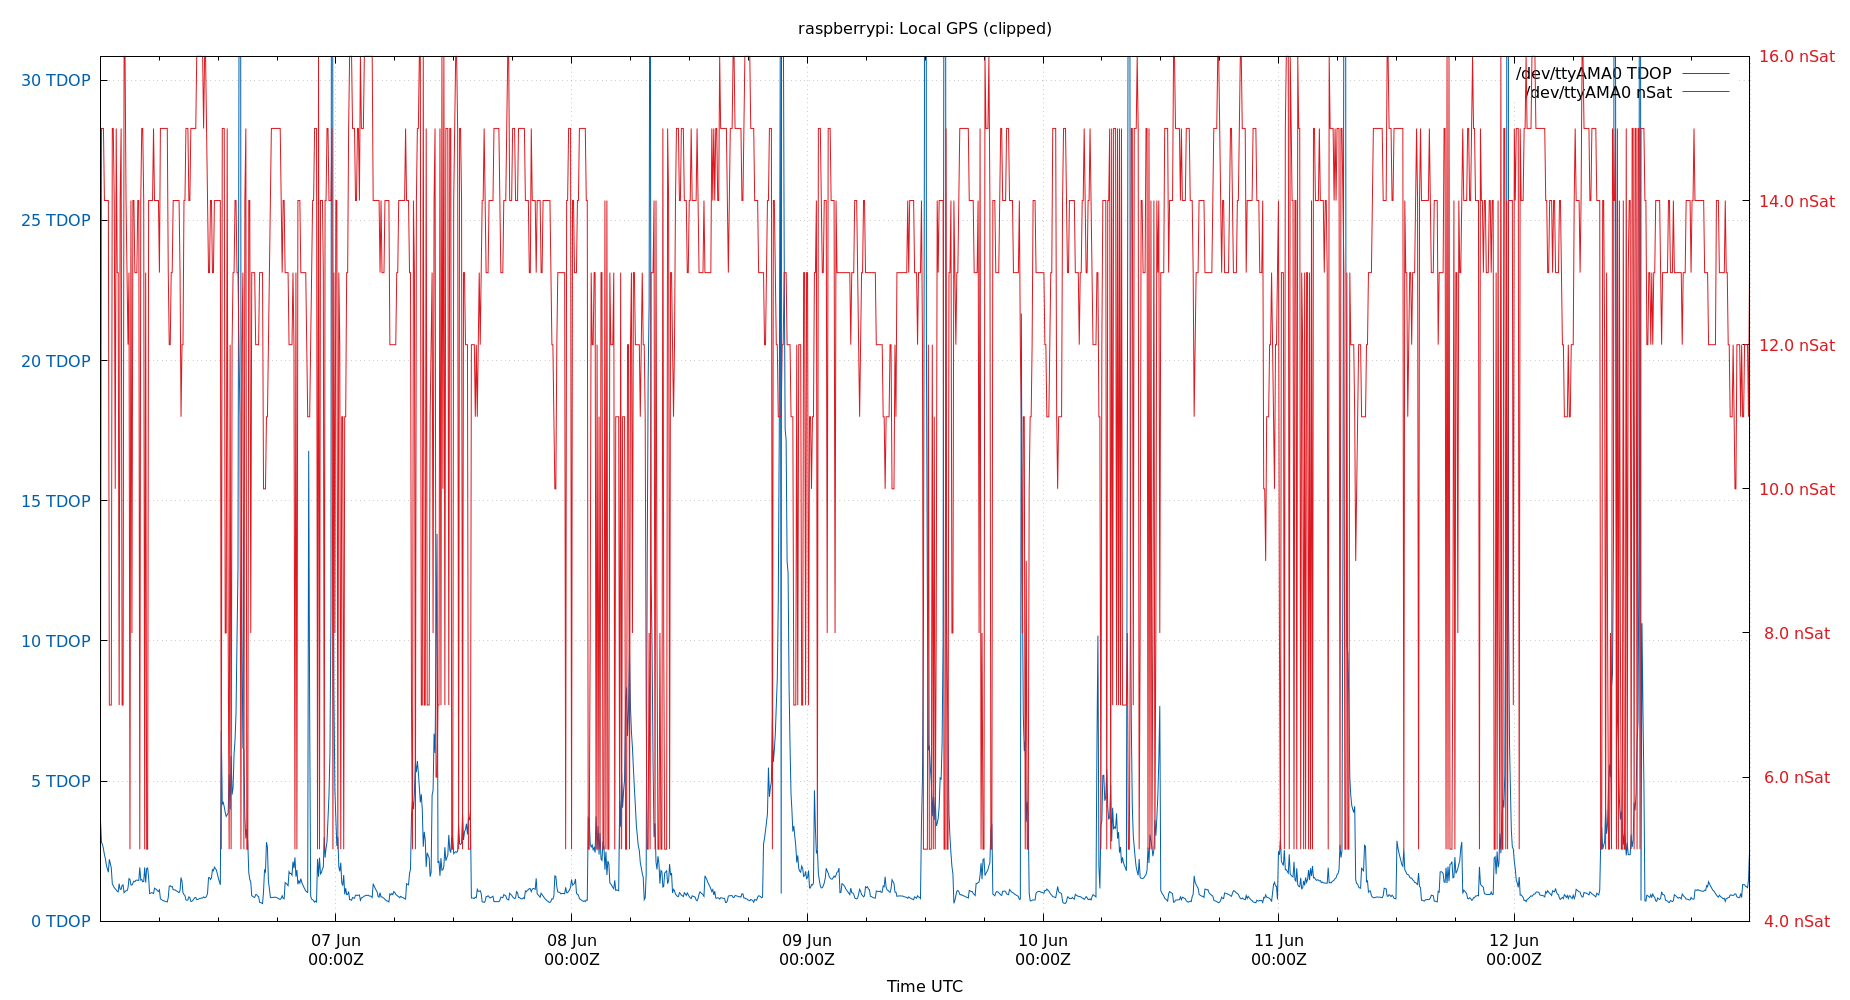 raspberrypi: Local GPS (clipped)
30 TDOP
25 TDOP
20 TDOP
15 TDOP
10 TDOP
5 TDOP
0 TDOP
16.0 nSat
14.0 nSat
12.0 nSat
10.0 nSat
8.0 nSat
6.0 nSat
4.0 nSat
/dev/ttyAMA0 TDOP
/dev/ttyAMA0 nSat
07 Jun
00:00Z
08 Jun
00:00Z
09 Jun
00:00Z
10 Jun
00:00Z
11 Jun
00:00Z
12 Jun
00:00Z
Time UTC